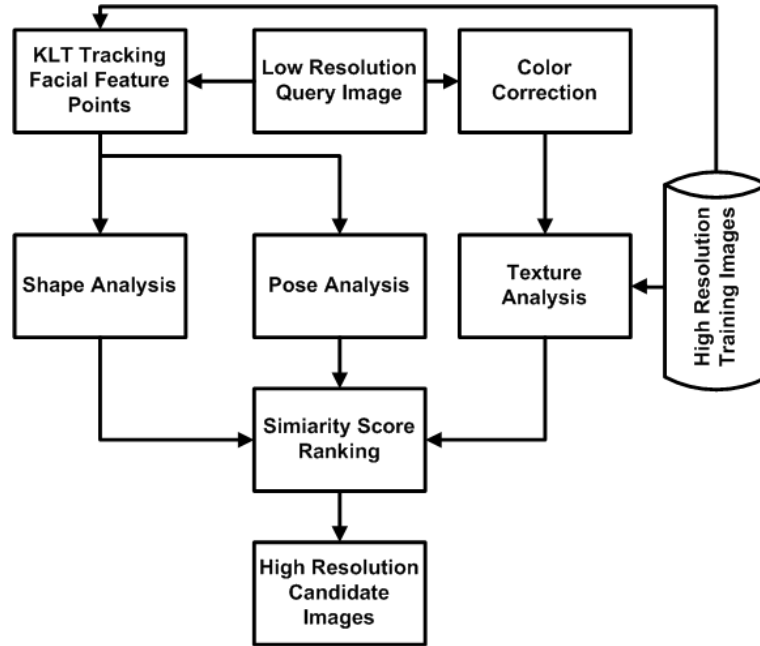 KLT Tracking
Facial Feature
Points
Low Resolution
Query Image
Color
Correction
Shape Analysis
Pose Analysis
Texture
Analysis
High Resolution
Training Images
Simiarity Score
Ranking
High Resolution
Candidate
Images